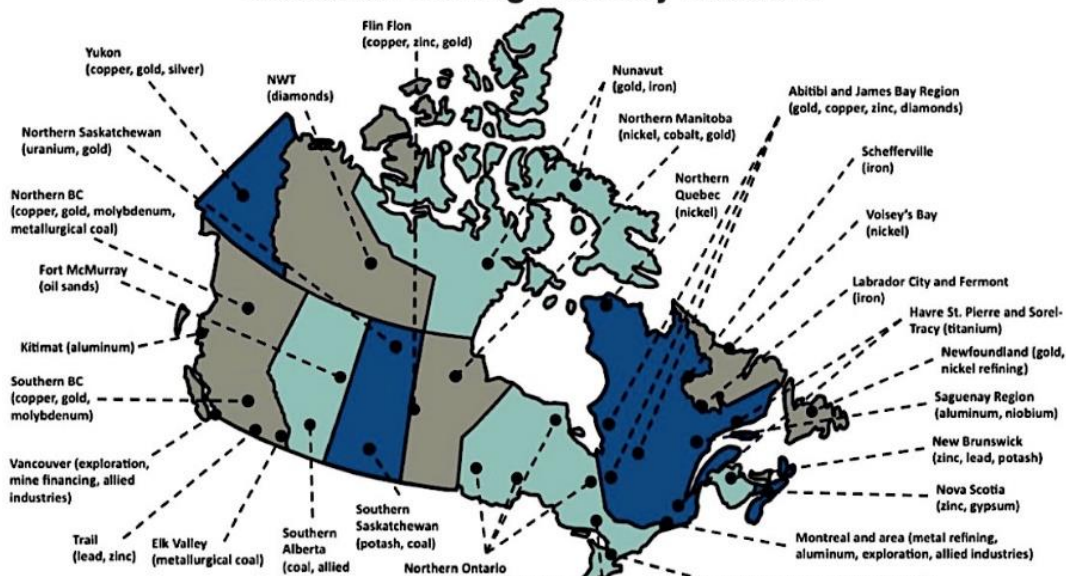 Flin Flon
(copper, zinc, gold)
Yukon
(copper, gold, silver)
NWT
(diamonds)
Nunavut
(gold, iron)
Abitibi and James Bay Region
(gold, copper, zinc, diamonds)
Northern Manitoba
(nickel, cobalt, gold)
Northern Saskatchewan
(uranium, gold)
Schefferville
(iron)
Northern
Quebec
(nickel)
Northern BC
(copper, gold, molybdenum,
metallurgical coal)
Voisey's Bay
(nickel)
Fort McMurray
(oil sands)
Labrador City and Fermont
(iron)
Havre St. Pierre and Sorel-
Tracy (titanium)
Kitimat (aluminum)
Newfoundland (gold,
nickel refining)
Southern BC
(copper, gold,
molybdenum)
Saguenay Region
(aluminum, niobium)
New Brunswick
(zinc, lead, potash)
Vancouver (exploration,
mine financing, allied
industries)
Nova Scotia
(zinc, gypsum)
Trail
(lead, zinc)
Elk Valley
(metallurgical coal)
Southern
Alberta
(coal, allied
Southern
Saskatchewan
(potash, coal)
Northern Ontario
Montreal and area (metal refining,
aluminum, exploration, allied industries)